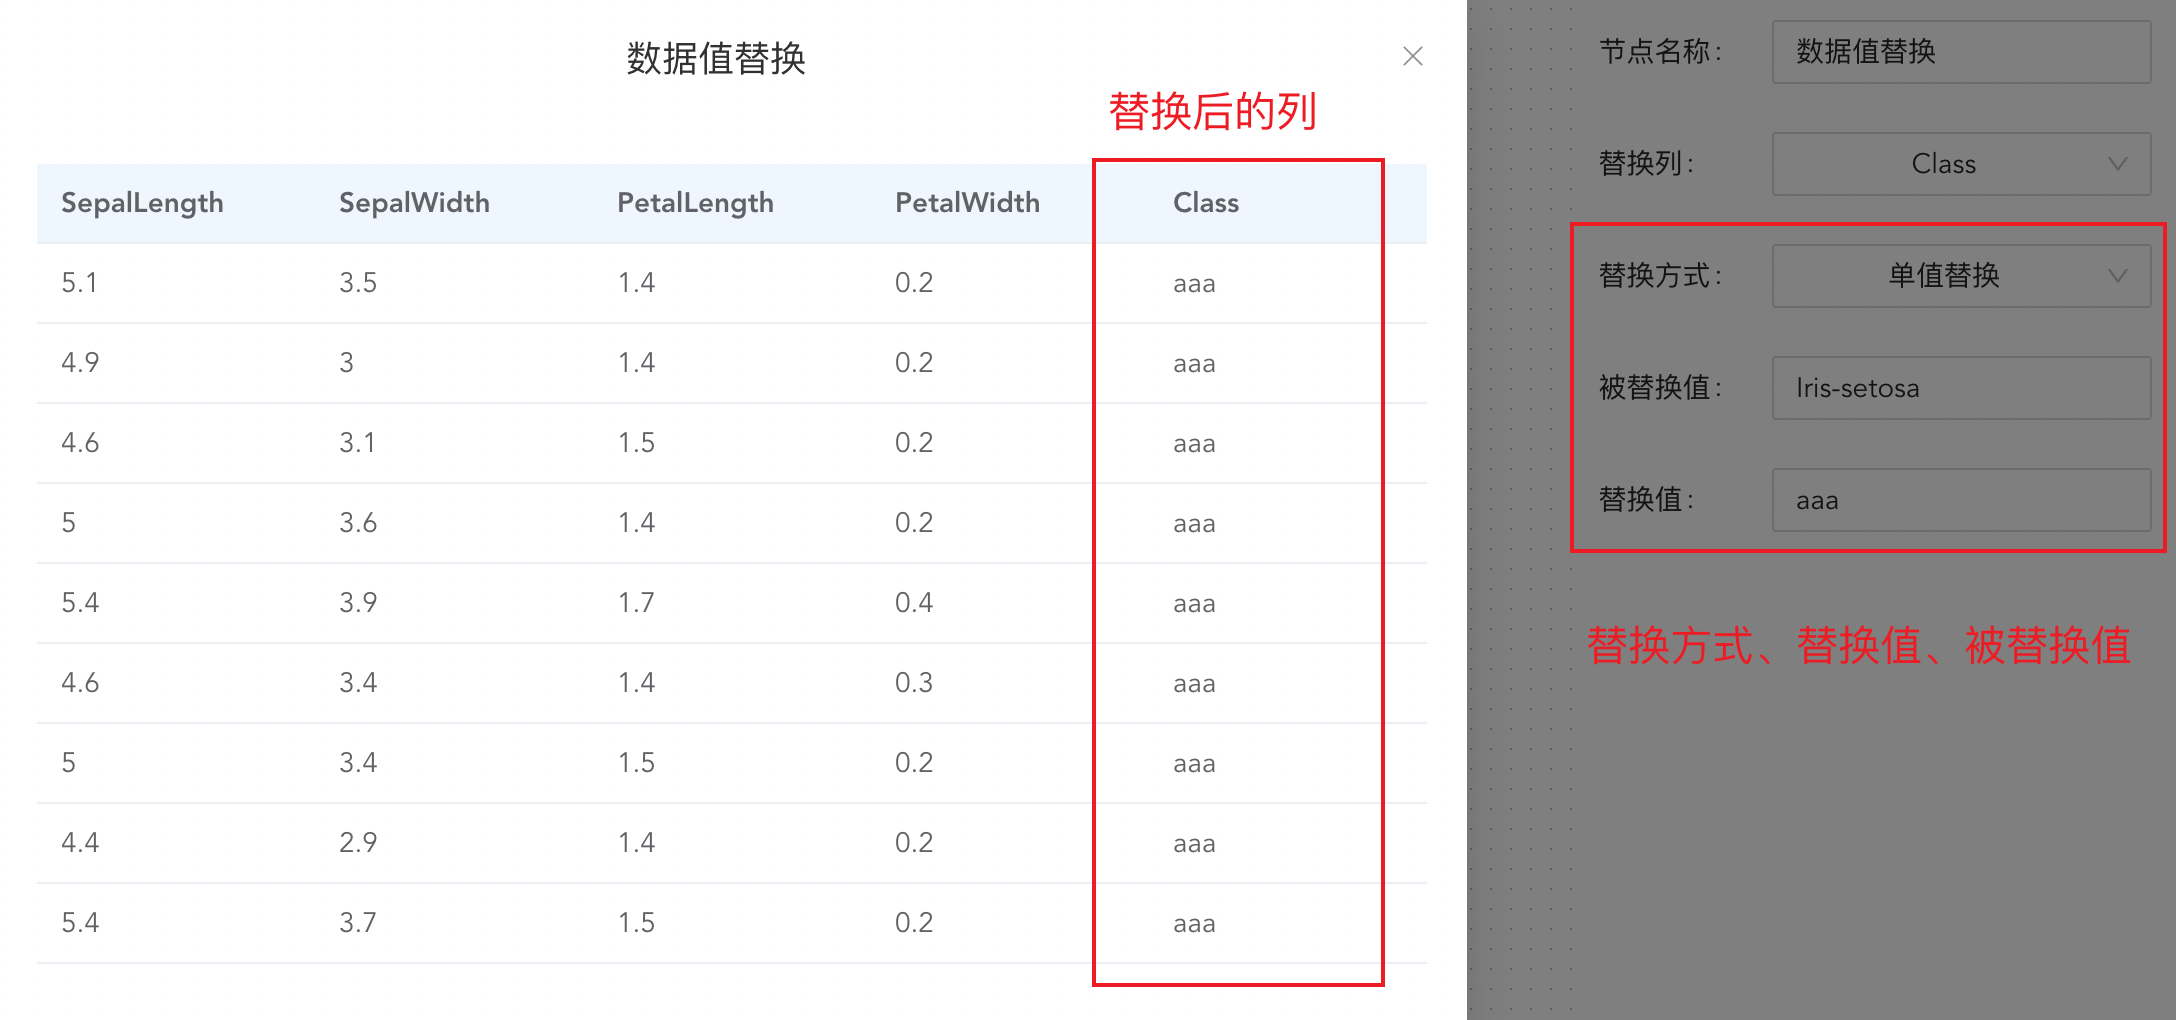 数据值替换
替换后的列
SepalLength SepalWidth PetalLength PetalWidth Class
5.1 3.5 1.4 0.2 aaa
4.9 3 1.4 0.2 aaa
4.6 3.1 1.5 0.2 aaa
5 3.6 1.4 0.2 aaa
5.4 3.9 1.7 0.4 aaa
4.6 3.4 1.4 0.3 aaa
5 3.4 1.5 0.2 aaa
4.4 2.9 1.4 0.2 aaa
5.4 3.7 1.5 0.2 aaa
节点名称: 数据值替换
替换列: Class
替换方式: 单值替换
被替换值: Iris-setosa
替换值: aaa
替换方式、替换值、被替换值